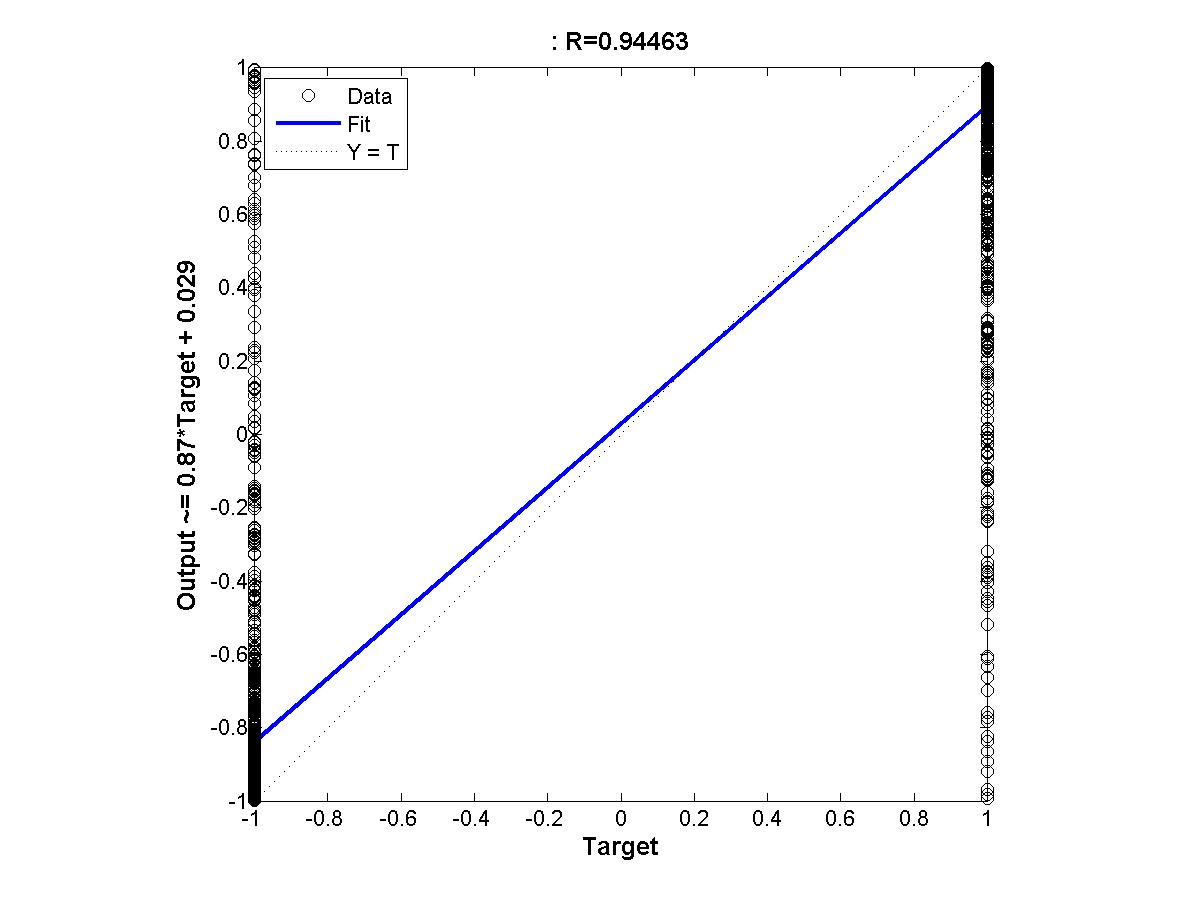 : R=0.94463
Data
Fit
Y = T
Output ~= 0.87*Target + 0.029
1
0.8
0.6
0.4
0.2
0
-0.2
-0.4
-0.6
-0.8
-1
-1 -0.8 -0.6 -0.4 -0.2 0 0.2 0.4 0.6 0.8 1
Target